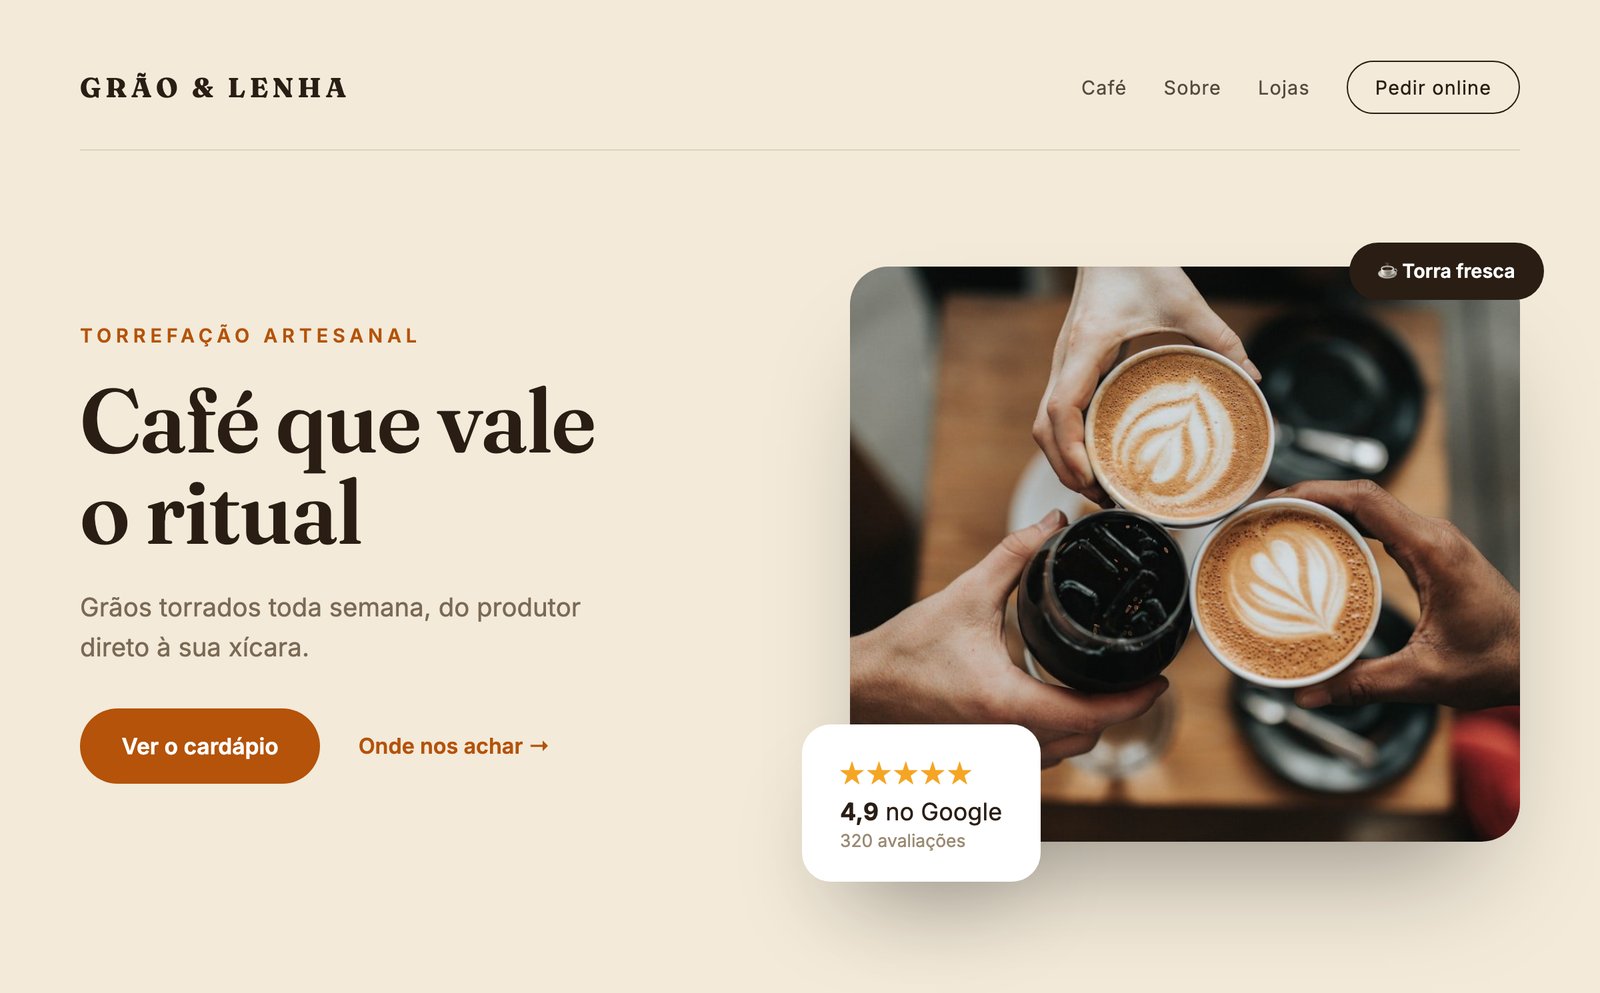 GRÃO & LENHA
Café Sobre Lojas Pedir online
☕ Torra fresca
TORREFAÇÃO ARTESANAL
Café que vale
o ritual
Grãos torrados toda semana, do produtor
direto à sua xícara.
Ver o cardápio Onde nos achar →
★★★★★
4,9 no Google
320 avaliações